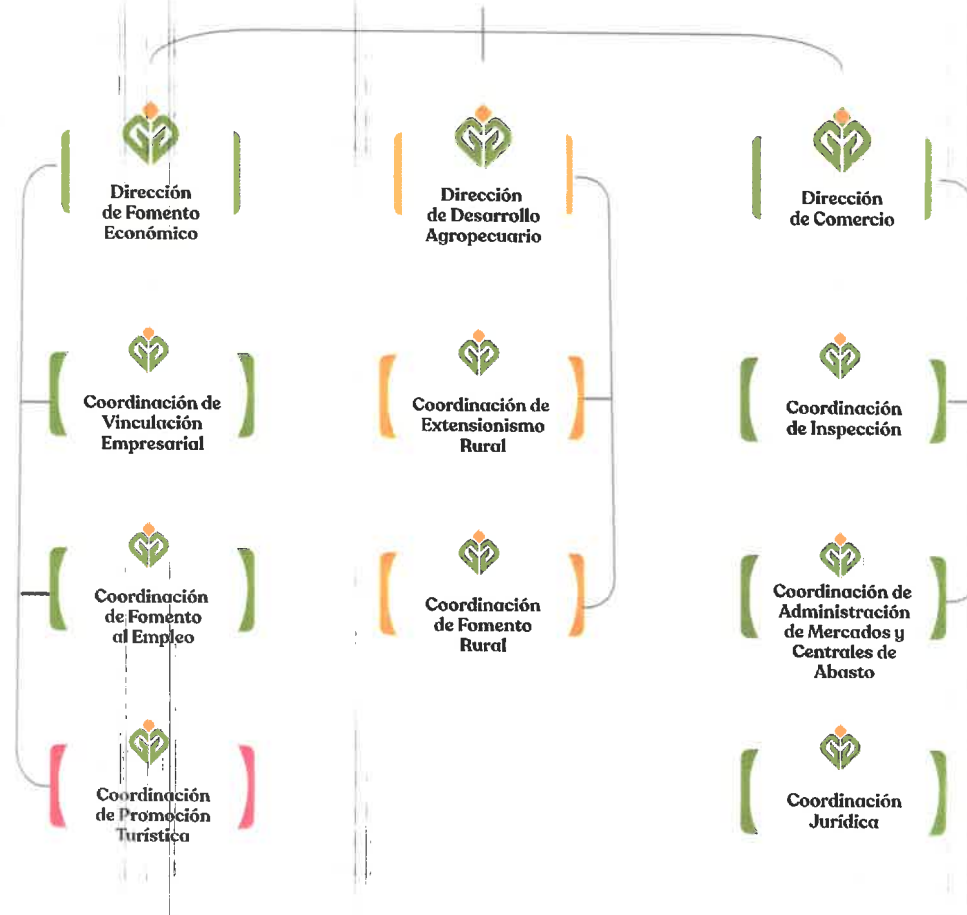 Dirección
de Fomento
Económico
Dirección
de Desarrollo
Agropecuario
Dirección
de Comercio
Coordinación de
Vinculación
Empresarial
Coordinación de
Extensionismo
Rural
Coordinación
de Inspección
Coordinación
de Fomento
al Empleo
Coordinación
de Fomento
Rural
Coordinación de
Administración
de Mercados y
Centrales de
Abasto
Coordinación
de Promoción
Turística
Coordinación
Jurídica